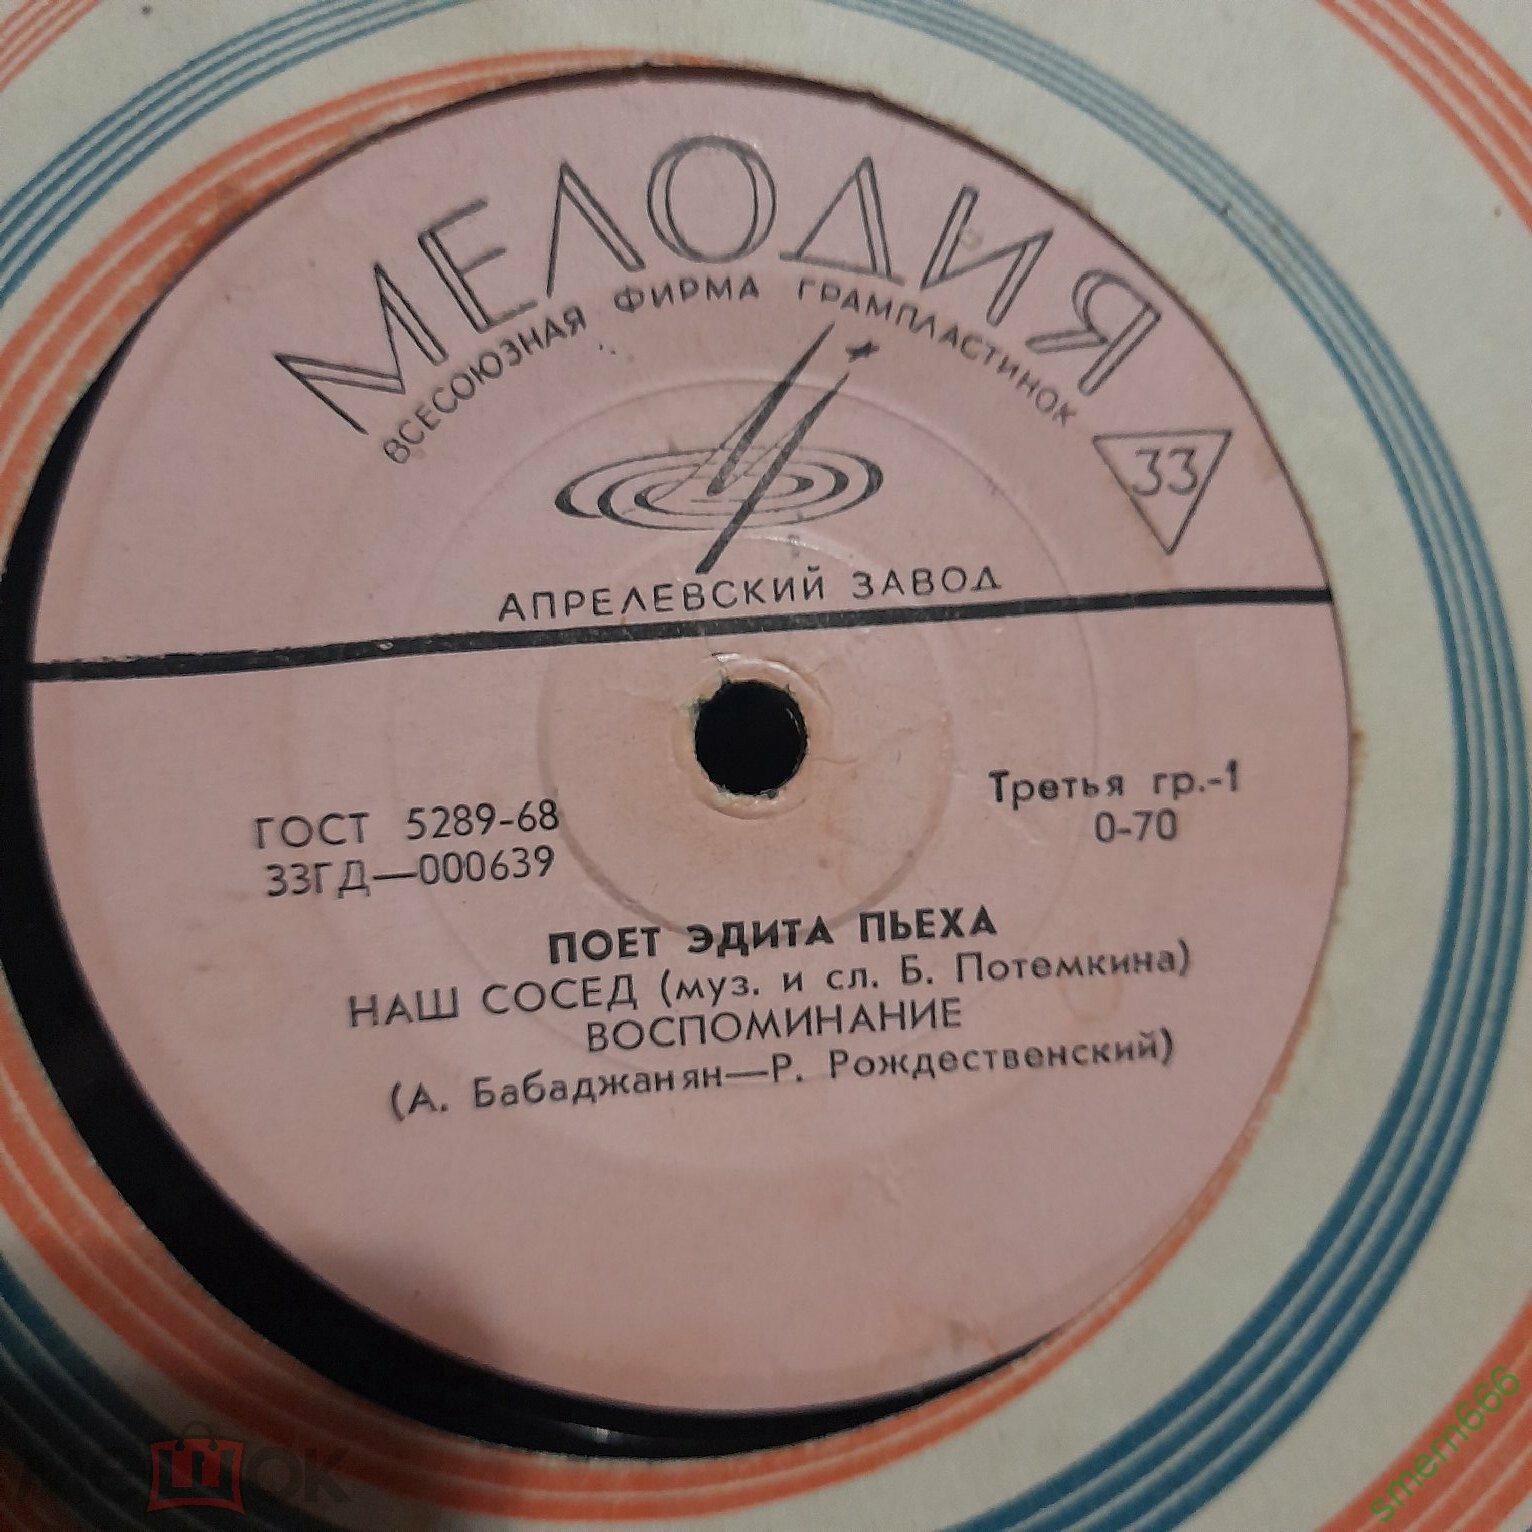 МЕЛОДИЯ
ВСЕСОЮЗНАЯ ФИРМА ГРАМПЛАСТИНОК
33
АПРЕЛЕВСКИЙ ЗАВОД
ГОСТ 5289-68
33ГД—000639
Третья гр.-1
0-70
ПОЕТ ЭДИТА ПЬЕХА
НАШ СОСЕД (муз. и сл. Б. Потемкина)
ВОСПОМИНАНИЕ
(А. Бабаджанян—Р. Рождественский)
мешок
smern666